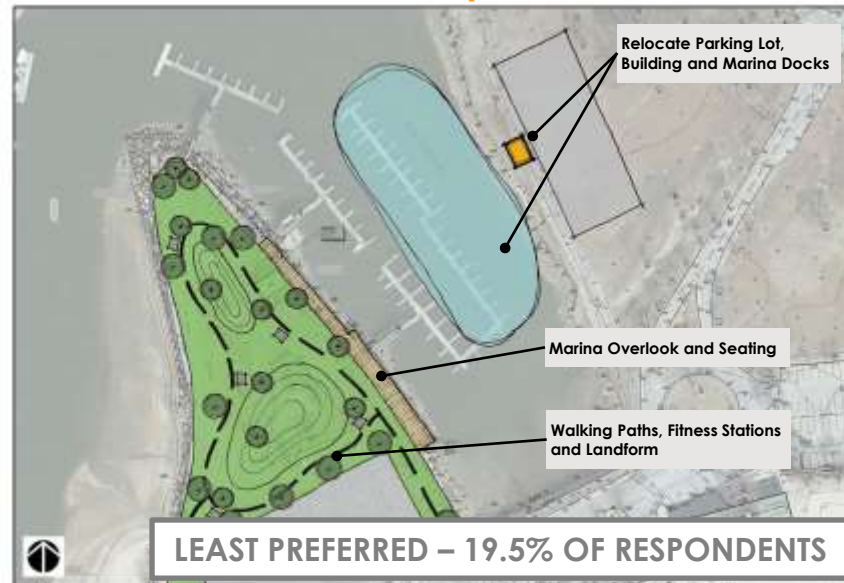 Relocate Parking Lot,
Building and Marina Docks
Marina Overlook and Seating
Walking Paths, Fitness Stations
and Landform
LEAST PREFERRED – 19.5% OF RESPONDENTS